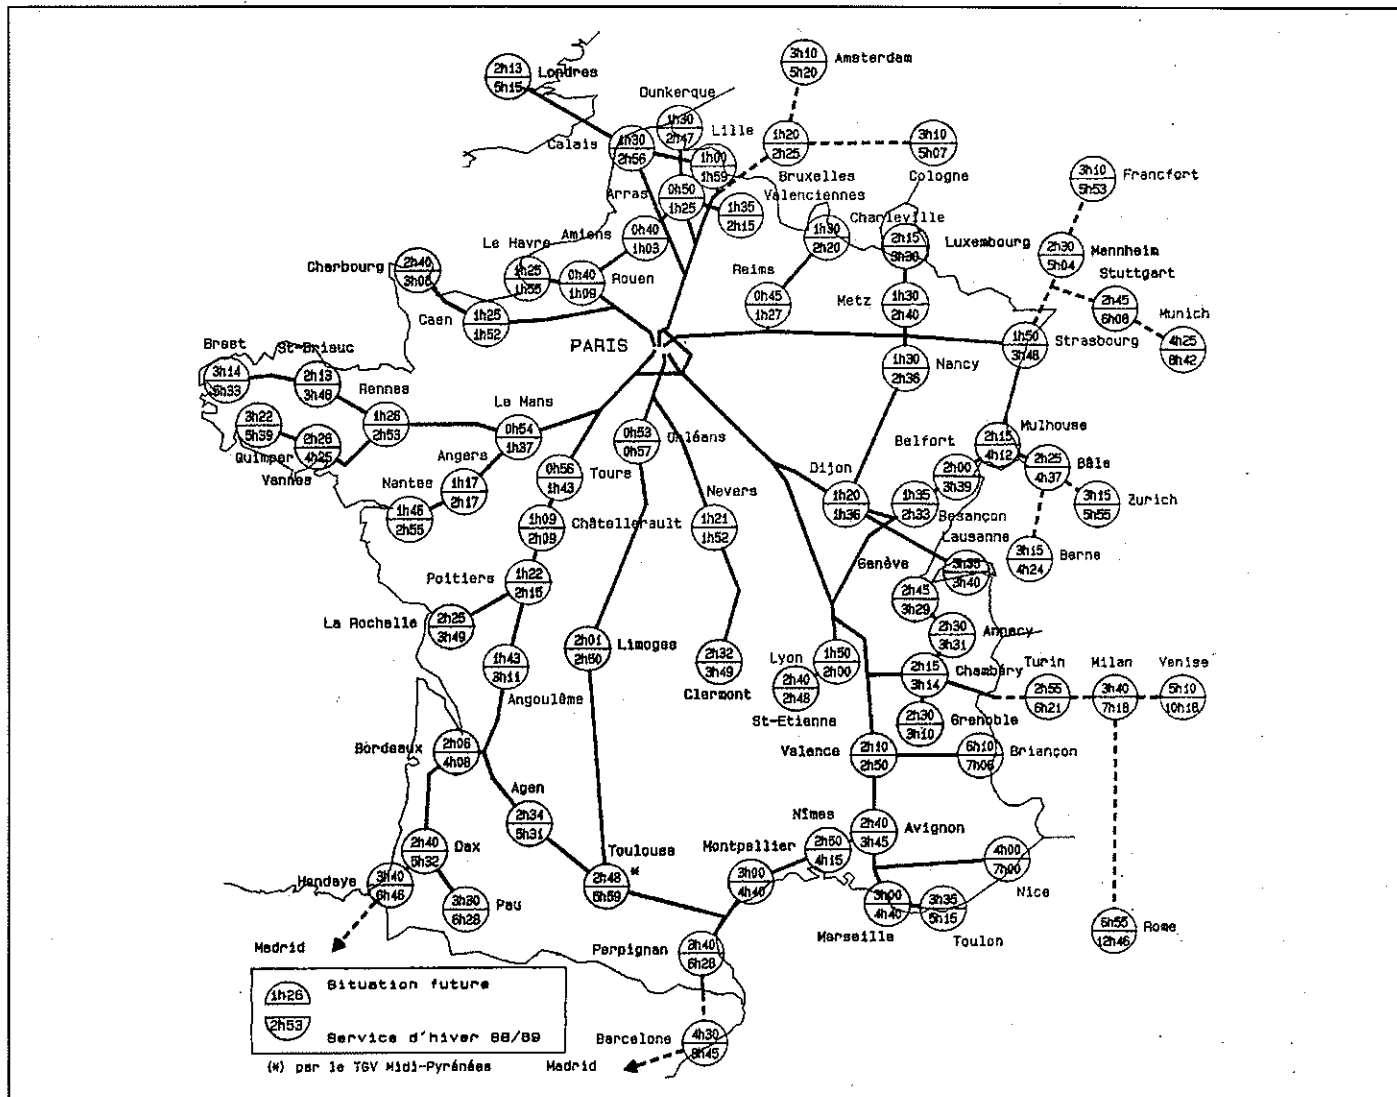 3h10
5h20
Amsterdam
2h13
5h15
Londres
Dunkerque
1h30
2h47
Lille
Calais
1h30
2h56
1h00
1h59
1h20
2h25
Bruxelles
3h10
5h07
Cologne
3h10
5h53
Francfort
Arras
0h50
1h25
Valenciennes
1h35
2h15
Amiens
0h40
1h03
Charleville
1h30
2h20
Luxembourg
2h15
3h30
2h30
5h04
Mannheim
Stuttgart
2h45
6h08
Munich
4h25
8h42
Le Havre
1h25
1h55
Cherbourg
2h40
3h08
0h40
1h09
Rouen
Reims
0h45
1h27
Metz
1h30
2h40
Caen
1h25
1h52
PARIS
1h50
3h48
Strasbourg
Brest
3h14
5h33
St-Brieuc
2h13
3h46
Rennes
1h26
2h53
1h30
2h36
Nancy
Le Mans
0h54
1h37
3h22
5h39
Quimper
2h26
4h25
Vannes
0h53
0h57
Orléans
Mulhouse
2h15
4h12
Belfort
2h00
3h39
2h25
4h37
Bâle
Angers
1h17
2h17
0h56
1h43
Tours
Nantes
1h46
2h55
Nevers
1h21
1h52
Dijon
1h20
1h36
1h35
2h33
Besançon
3h15
5h55
Zurich
1h09
2h09
Châtellerault
Lausanne
3h35
3h40
3h15
4h24
Berne
Genève
2h45
3h29
Poitiers
1h22
2h15
La Rochelle
2h25
3h49
2h30
3h31
Annecy
2h01
2h50
Limoges
1h43
3h11
Angoulême
2h32
3h49
Clermont
Lyon
1h50
2h00
2h40
2h48
St-Etienne
2h15
3h14
Chambéry
Turin
2h55
6h21
Milan
3h40
7h18
Venise
5h10
10h18
2h30
3h10
Grenoble
Bordeaux
2h06
4h08
Valence
2h10
2h50
6h10
7h06
Briançon
Agen
2h34
5h31
Nîmes
2h50
4h15
2h40
3h45
Avignon
2h40
5h32
Dax
Toulouse
2h48
5h59
*
Montpellier
3h00
4h40
4h00
7h00
Nice
Hendaye
3h40
6h46
3h30
6h28
Pau
3h00
4h40
Marseille
3h35
5h15
Toulon
6h55
12h46
Rome
Madrid
Perpignan
6h28
Barcelone
4h30
8h45
Madrid
1h26
Situation future
2h53
Service d'hiver 88/89
(*) par le TGV Midi-Pyrénées